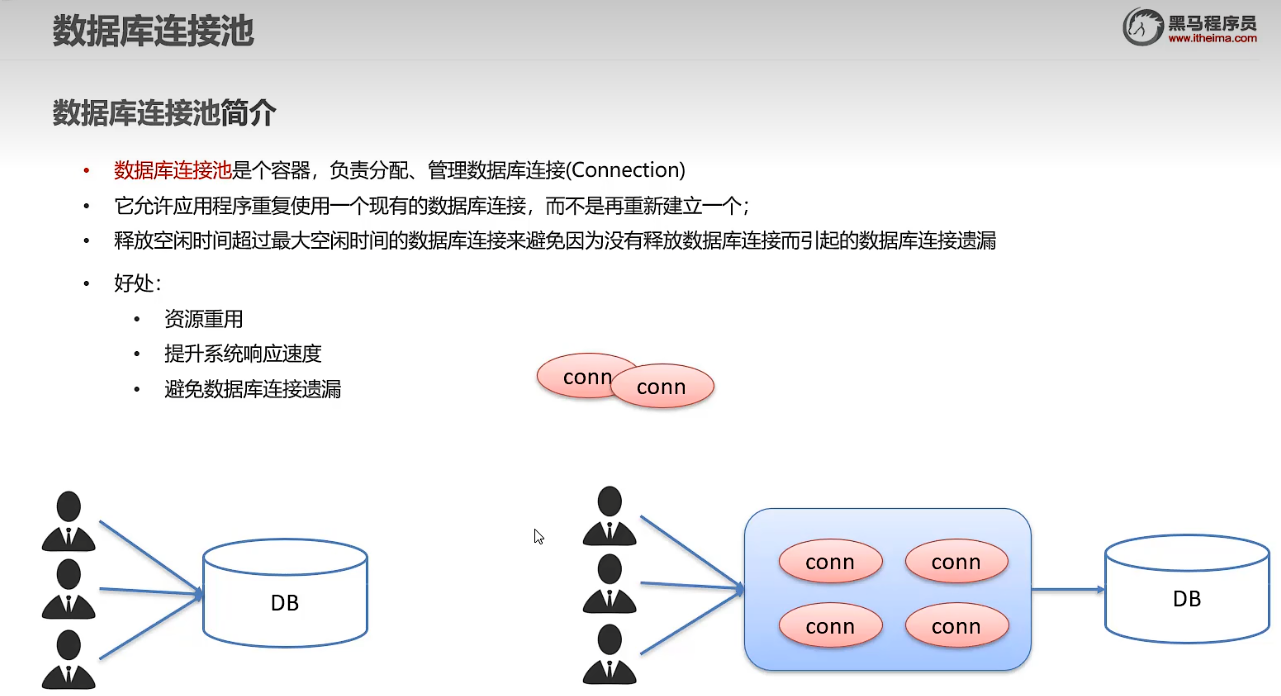 数据库连接池
黑马程序员
www.itheima.com
数据库连接池简介
数据库连接池是个容器，负责分配、管理数据库连接(Connection)
它允许应用程序重复使用一个现有的数据库连接，而不是再重新建立一个；
释放空闲时间超过最大空闲时间的数据库连接来避免因为没有释放数据库连接而引起的数据库连接遗漏
好处：
资源重用
提升系统响应速度
避免数据库连接遗漏
conn
conn
DB
conn
conn
conn
conn
DB